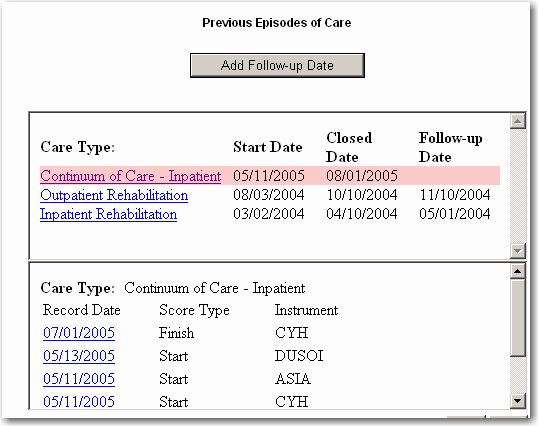 Previous Episodes of Care
Add Follow-up Date
Care Type: Start Date Closed Date Follow-up Date
Continuum of Care - Inpatient 05/11/2005 08/01/2005
Outpatient Rehabilitation 08/03/2004 10/10/2004 11/10/2004
Inpatient Rehabilitation 03/02/2004 04/10/2004 05/01/2004
Care Type: Continuum of Care - Inpatient
Record Date Score Type Instrument
07/01/2005 Finish CYH
05/13/2005 Start DUSOI
05/11/2005 Start ASIA
05/11/2005 Start CYH